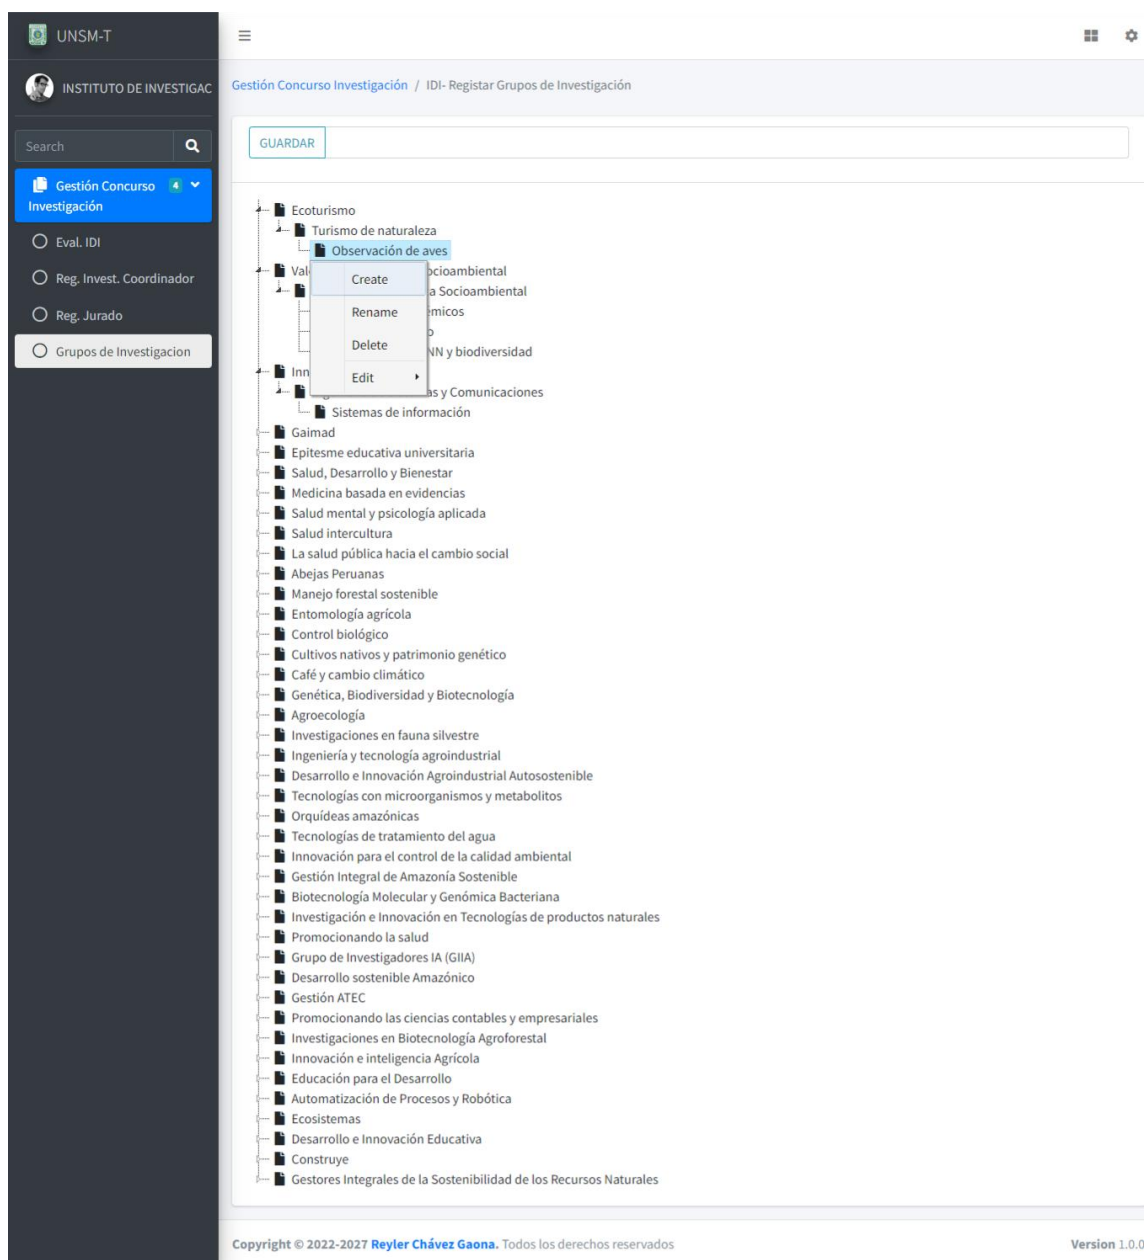 UNSM-T
INSTITUTO DE INVESTIGAC
Search
Gestión Concurso 4
Investigación
Eval. IDI
Reg. Invest. Coordinador
Reg. Jurado
Grupos de Investigacion
Gestión Concurso Investigación / IDI- Registar Grupos de Investigación
GUARDAR
Ecoturismo
Turismo de naturaleza
Observación de aves
Create
Rename
Delete
Edit
Val ocioambiental
a Socioambiental
émicos
o
NN y biodiversidad
Inn
as y Comunicaciones
Sistemas de información
Gaimad
Epitesme educativa universitaria
Salud, Desarrollo y Bienestar
Medicina basada en evidencias
Salud mental y psicología aplicada
Salud intercultura
La salud pública hacia el cambio social
Abejas Peruanas
Manejo forestal sostenible
Entomología agrícola
Control biológico
Cultivos nativos y patrimonio genético
Café y cambio climático
Genética, Biodiversidad y Biotecnología
Agroecología
Investigaciones en fauna silvestre
Ingeniería y tecnología agroindustrial
Desarrollo e Innovación Agroindustrial Autosostenible
Tecnologías con microorganismos y metabolitos
Orquídeas amazónicas
Tecnologías de tratamiento del agua
Innovación para el control de la calidad ambiental
Gestión Integral de Amazonía Sostenible
Biotecnología Molecular y Genómica Bacteriana
Investigación e Innovación en Tecnologías de productos naturales
Promocionando la salud
Grupo de Investigadores IA (GIIA)
Desarrollo sostenible Amazónico
Gestión ATEC
Promocionando las ciencias contables y empresariales
Investigaciones en Biotecnología Agroforestal
Innovación e inteligencia Agrícola
Educación para el Desarrollo
Automatización de Procesos y Robótica
Ecosistemas
Desarrollo e Innovación Educativa
Construye
Gestores Integrales de la Sostenibilidad de los Recursos Naturales
Copyright © 2022-2027 Reyler Chávez Gaona. Todos los derechos reservados
Version 1.0.0